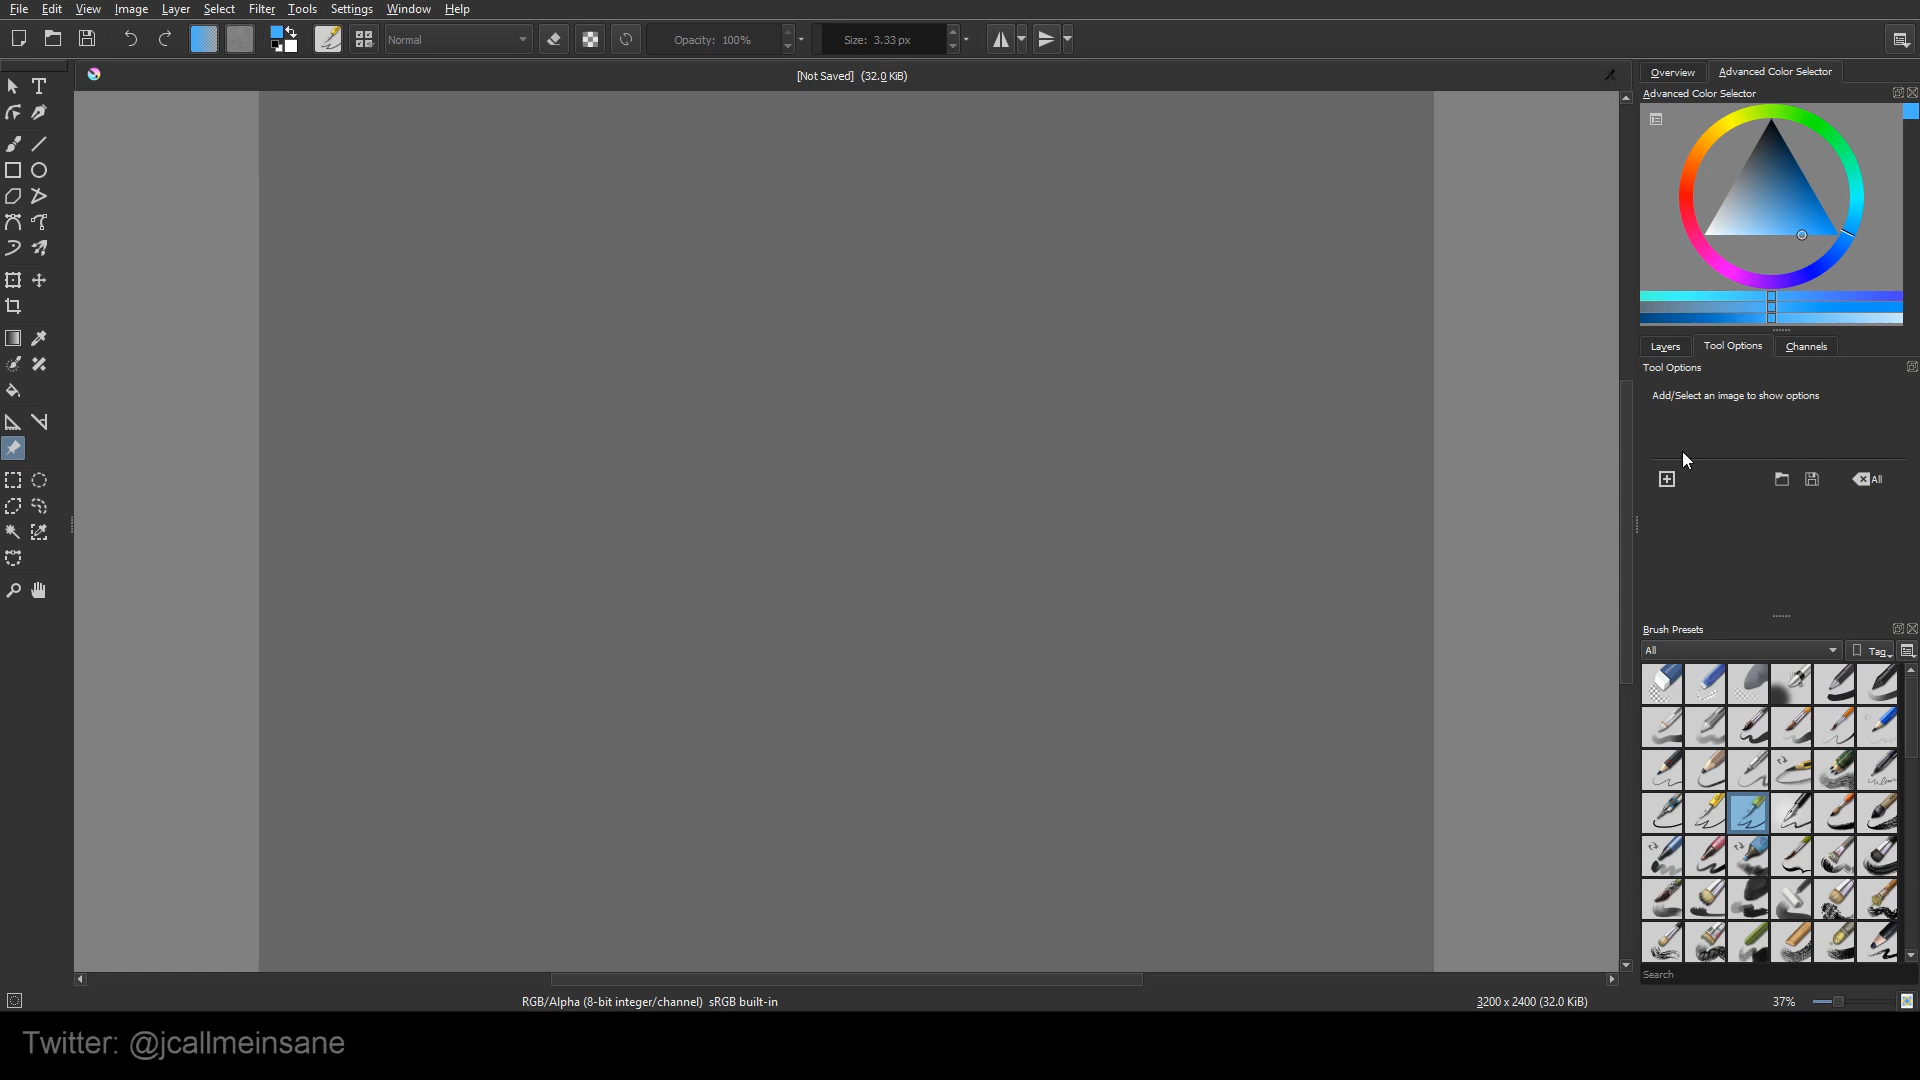 File Edit View Image Layer Select Filter Tools Settings Window Help
Normal Opacity: 100% Size: 3.33 px
[Not Saved] (32.0 KiB)
Overview Advanced Color Selector
Advanced Color Selector
Layers Tool Options Channels
Tool Options
Add/Select an image to show options
All
Brush Presets
All Tag
Search
RGB/Alpha (8-bit integer/channel) sRGB built-in 3200 x 2400 (32.0 KiB) 37%
Twitter: @jcallmeinsane